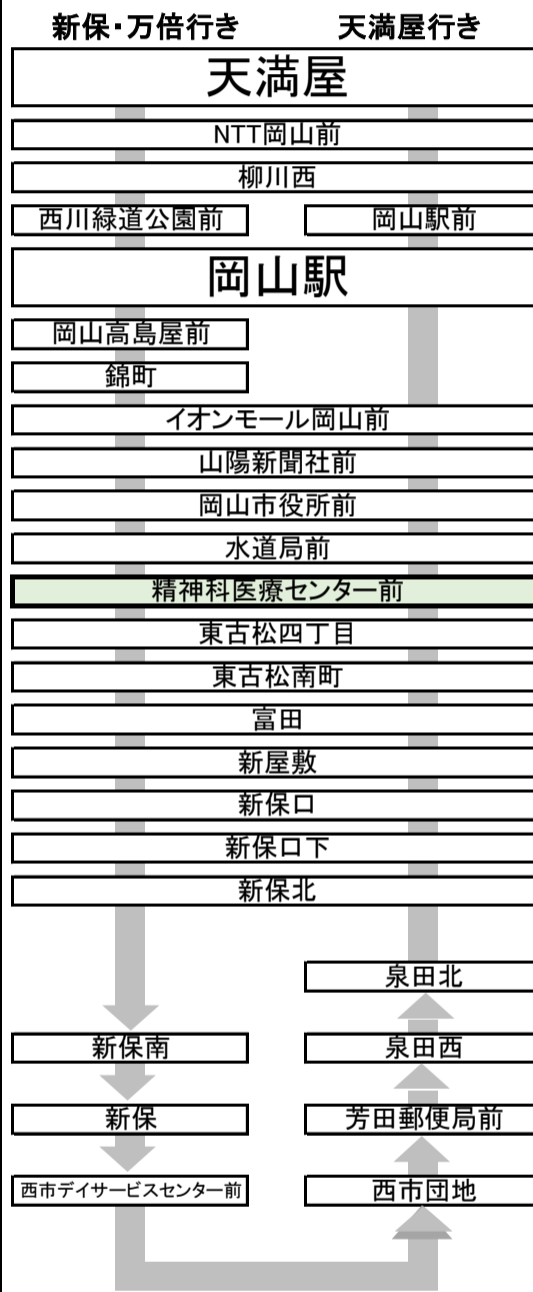 新保・万倍行き 天満屋行き
天満屋
NTT岡山前
柳川西
西川緑道公園前 岡山駅前
岡山駅
岡山高島屋前
錦町
イオンモール岡山前
山陽新聞社前
岡山市役所前
水道局前
精神科医療センター前
東古松四丁目
東古松南町
富田
新屋敷
新保口
新保口下
新保北
泉田北
新保南 泉田西
新保 芳田郵便局前
西市デイサービスセンター前 西市団地